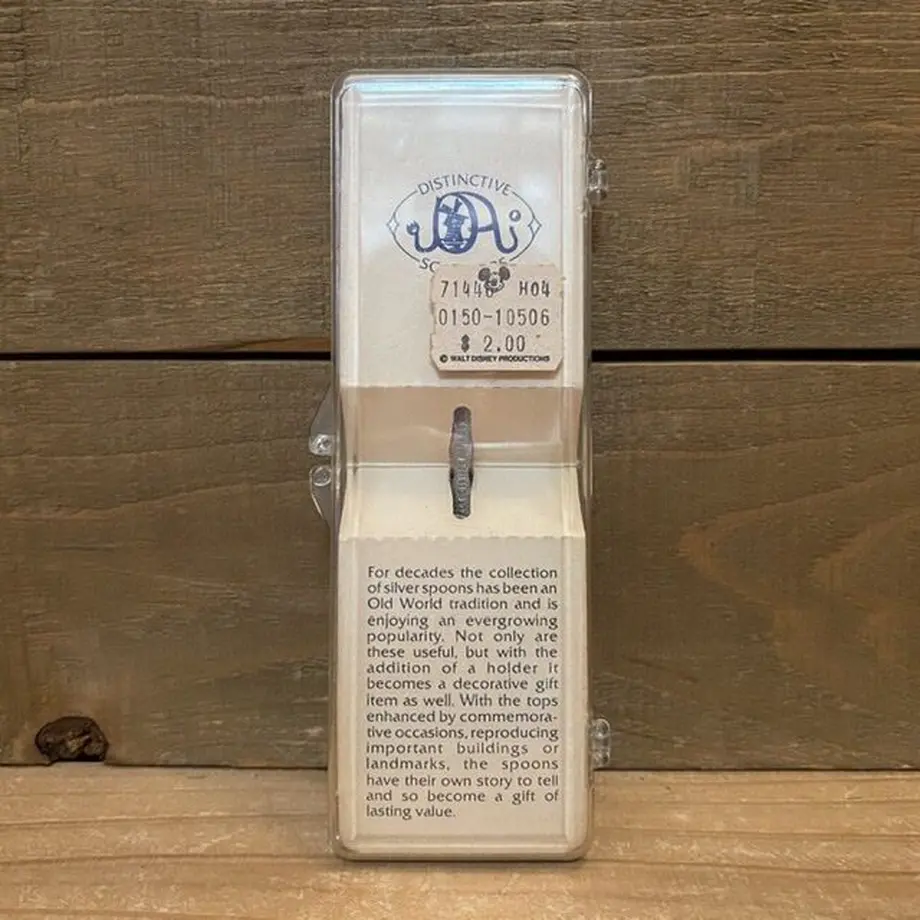 DISTINCTIVE
H04
0150-10506
$ 2.00
© WALT DISNEY PRODUCTIONS
For decades the collection
of silver spoons has been an
Old World tradition and is
enjoying an evergrowing
popularity. Not only are
these useful, but with the
addition of a holder it
becomes a decorative gift
item as well. With the tops
enhanced by commemora-
tive occasions, reproducing
important buildings or
landmarks, the spoons
have their own story to tell
and so become a gift of
lasting value.